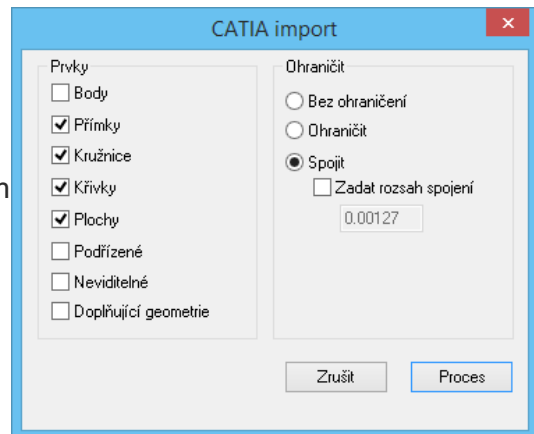 CATIA import
Prvky
Body
Přímky
Kružnice
Křivky
Plochy
Podřízené
Neviditelné
Doplňující geometrie
Ohraničit
Bez ohraničení
Ohraničit
Spojit
Zadat rozsah spojení
0.00127
Zrušit
Proces